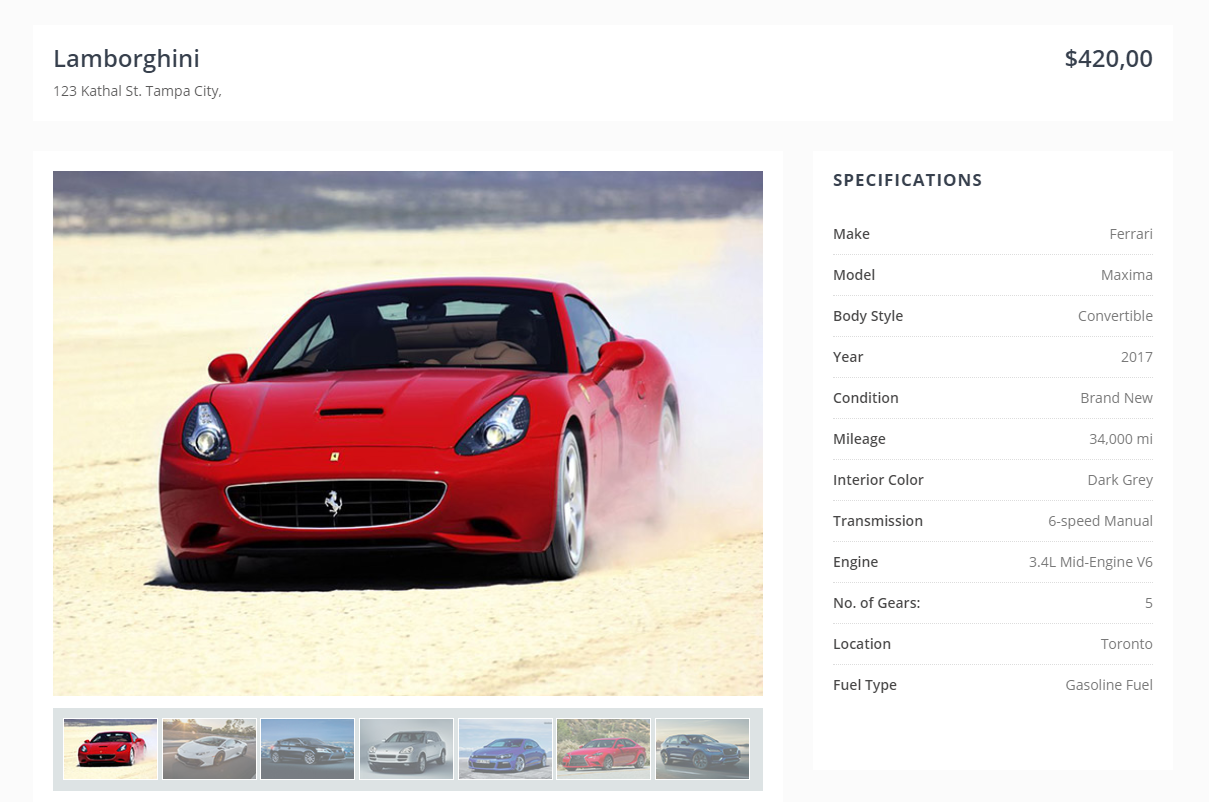 Lamborghini
$420,00
123 Kathal St. Tampa City,
SPECIFICATIONS
Make Ferrari
Model Maxima
Body Style Convertible
Year 2017
Condition Brand New
Mileage 34,000 mi
Interior Color Dark Grey
Transmission 6-speed Manual
Engine 3.4L Mid-Engine V6
No. of Gears: 5
Location Toronto
Fuel Type Gasoline Fuel